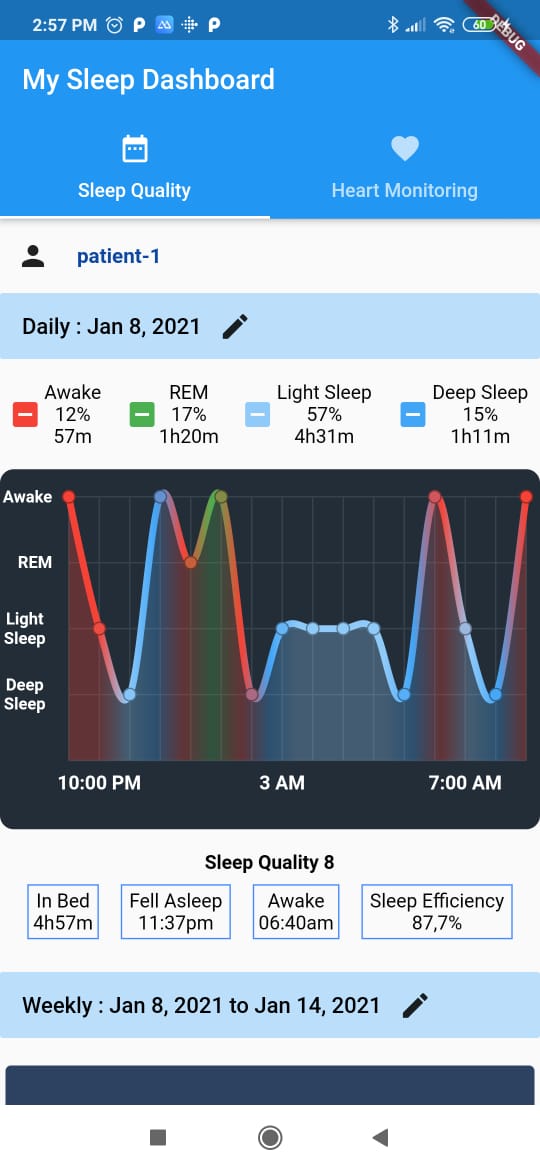 2:57 PM
60
DEBUG
My Sleep Dashboard
Sleep Quality
Heart Monitoring
patient-1
Daily : Jan 8, 2021
Awake
12%
57m
REM
17%
1h20m
Light Sleep
57%
4h31m
Deep Sleep
15%
1h11m
Awake
REM
Light
Sleep
Deep
Sleep
10:00 PM
3 AM
7:00 AM
Sleep Quality 8
In Bed
4h57m
Fell Asleep
11:37pm
Awake
06:40am
Sleep Efficiency
87,7%
Weekly : Jan 8, 2021 to Jan 14, 2021